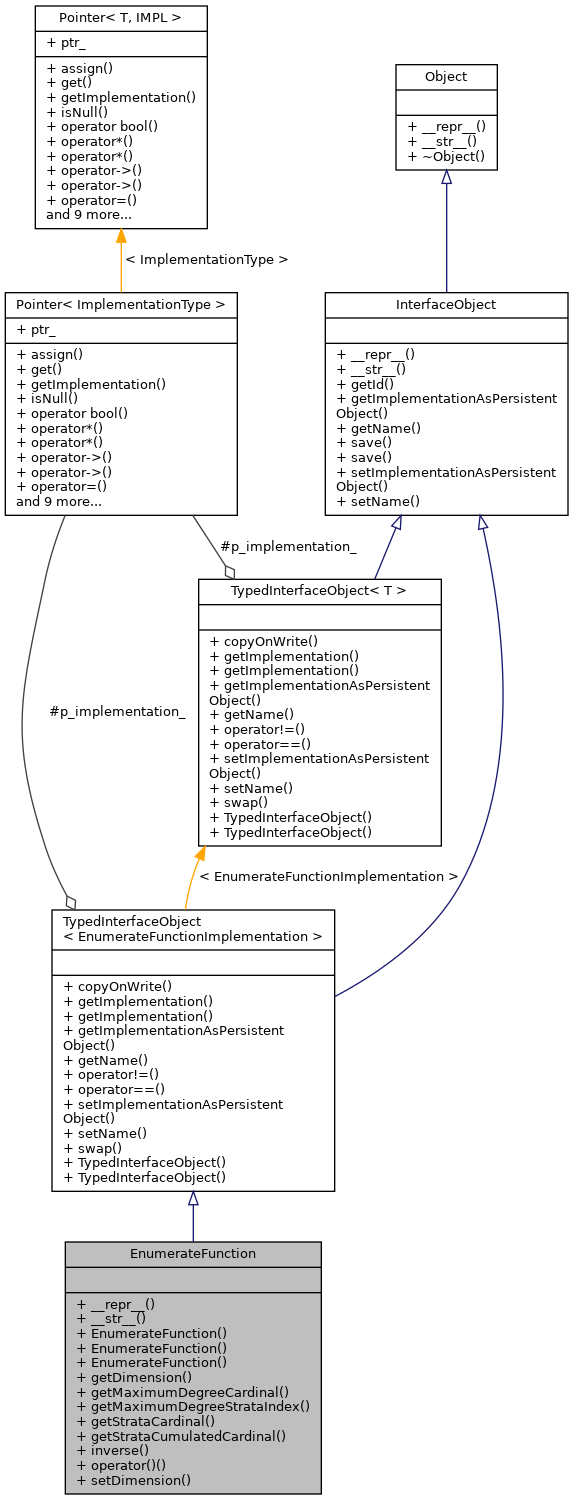 Pointer< T, IMPL >
+ ptr_
+ assign()
+ get()
+ getImplementation()
+ isNull()
+ operator bool()
+ operator*()
+ operator*()
+ operator->()
+ operator->()
+ operator=()
and 9 more...
Object
+ __repr__()
+ __str__()
+ ~Object()
< ImplementationType >
Pointer< ImplementationType >
+ ptr_
+ assign()
+ get()
+ getImplementation()
+ isNull()
+ operator bool()
+ operator*()
+ operator*()
+ operator->()
+ operator->()
+ operator=()
and 9 more...
InterfaceObject
+ __repr__()
+ __str__()
+ getId()
+ getImplementationAsPersistent
Object()
+ getName()
+ save()
+ save()
+ setImplementationAsPersistent
Object()
+ setName()
#p_implementation_
TypedInterfaceObject< T >
+ copyOnWrite()
+ getImplementation()
+ getImplementation()
+ getImplementationAsPersistent
Object()
+ getName()
+ operator!=()
+ operator==()
+ setImplementationAsPersistent
Object()
+ setName()
+ swap()
+ TypedInterfaceObject()
+ TypedInterfaceObject()
#p_implementation_
< EnumerateFunctionImplementation >
TypedInterfaceObject
< EnumerateFunctionImplementation >
+ copyOnWrite()
+ getImplementation()
+ getImplementation()
+ getImplementationAsPersistent
Object()
+ getName()
+ operator!=()
+ operator==()
+ setImplementationAsPersistent
Object()
+ setName()
+ swap()
+ TypedInterfaceObject()
+ TypedInterfaceObject()
EnumerateFunction
+ __repr__()
+ __str__()
+ EnumerateFunction()
+ EnumerateFunction()
+ EnumerateFunction()
+ getDimension()
+ getMaximumDegreeCardinal()
+ getMaximumDegreeStrataIndex()
+ getStrataCardinal()
+ getStrataCumulatedCardinal()
+ inverse()
+ operator()()
+ setDimension()